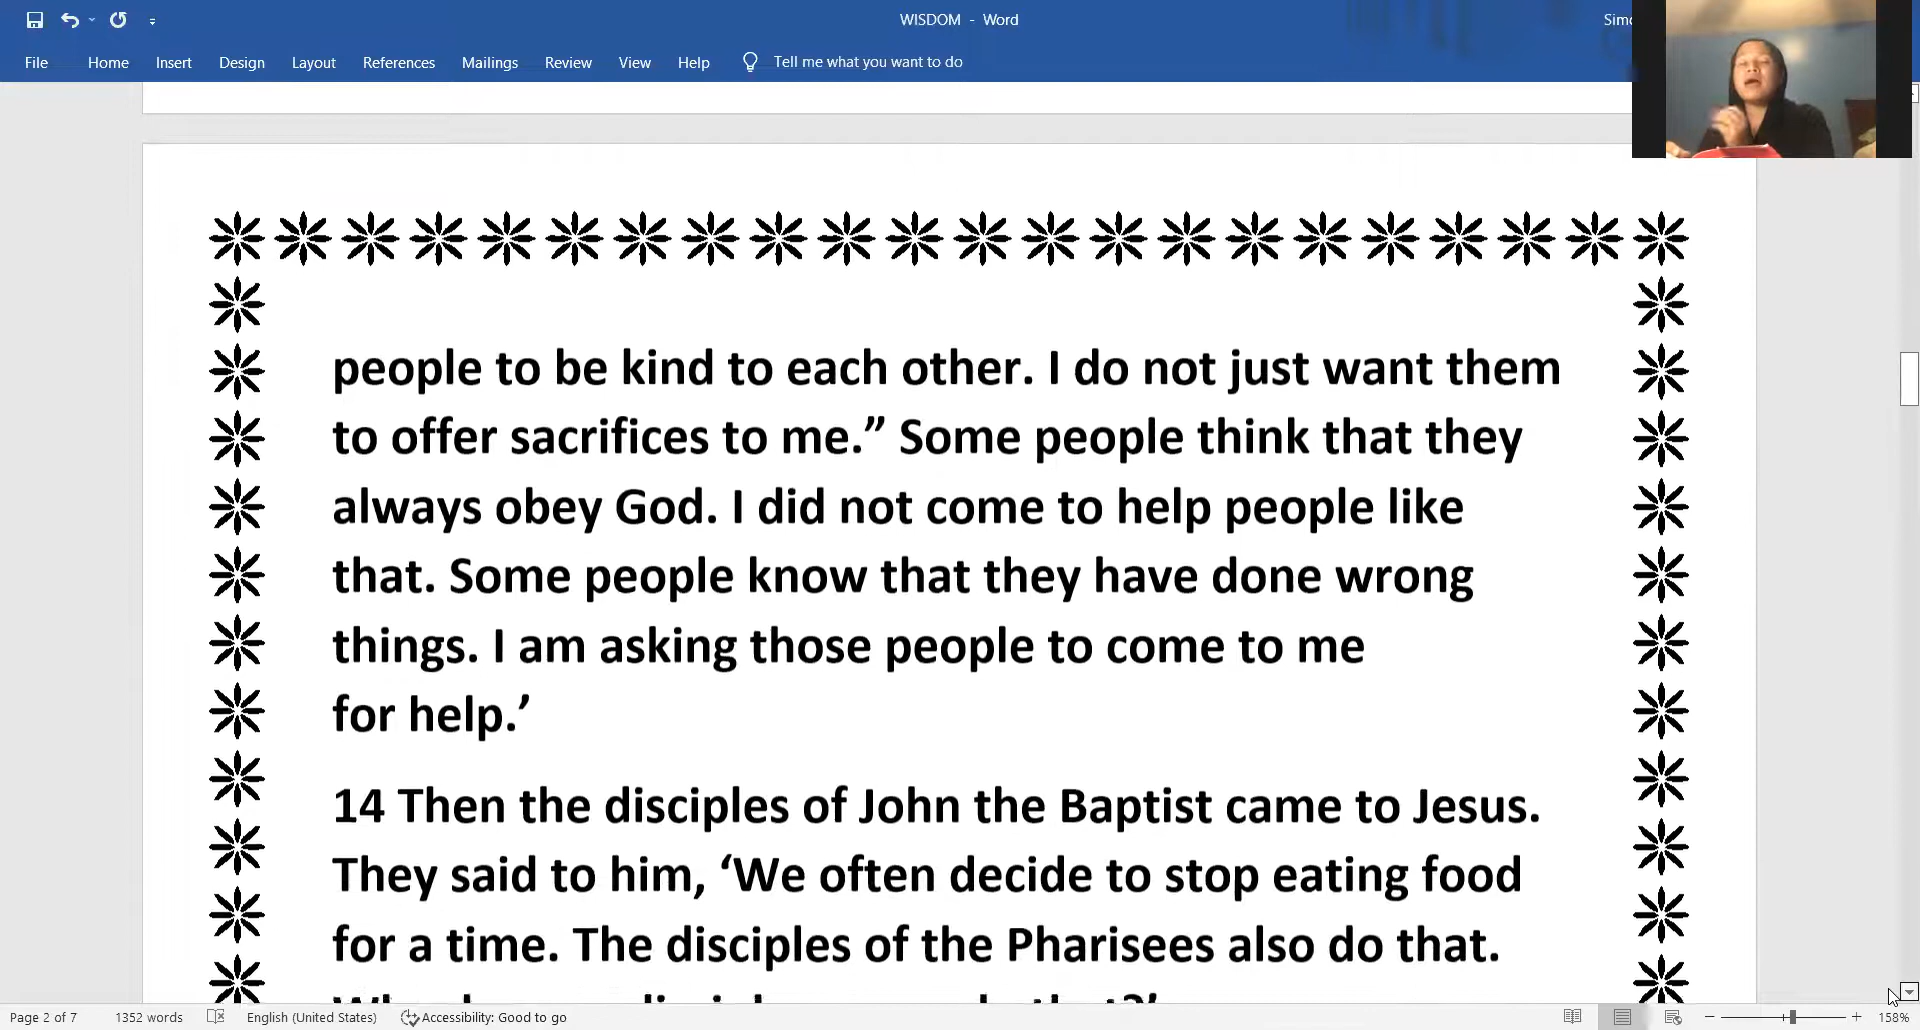 WISDOM - Word
Simo
File Home Insert Design Layout References Mailings Review View Help Tell me what you want to do
people to be kind to each other. I do not just want them
to offer sacrifices to me.” Some people think that they
always obey God. I did not come to help people like
that. Some people know that they have done wrong
things. I am asking those people to come to me
for help.’
14 Then the disciples of John the Baptist came to Jesus.
They said to him, ‘We often decide to stop eating food
for a time. The disciples of the Pharisees also do that.
Page 2 of 7 1352 words English (United States) Accessibility: Good to go 158%